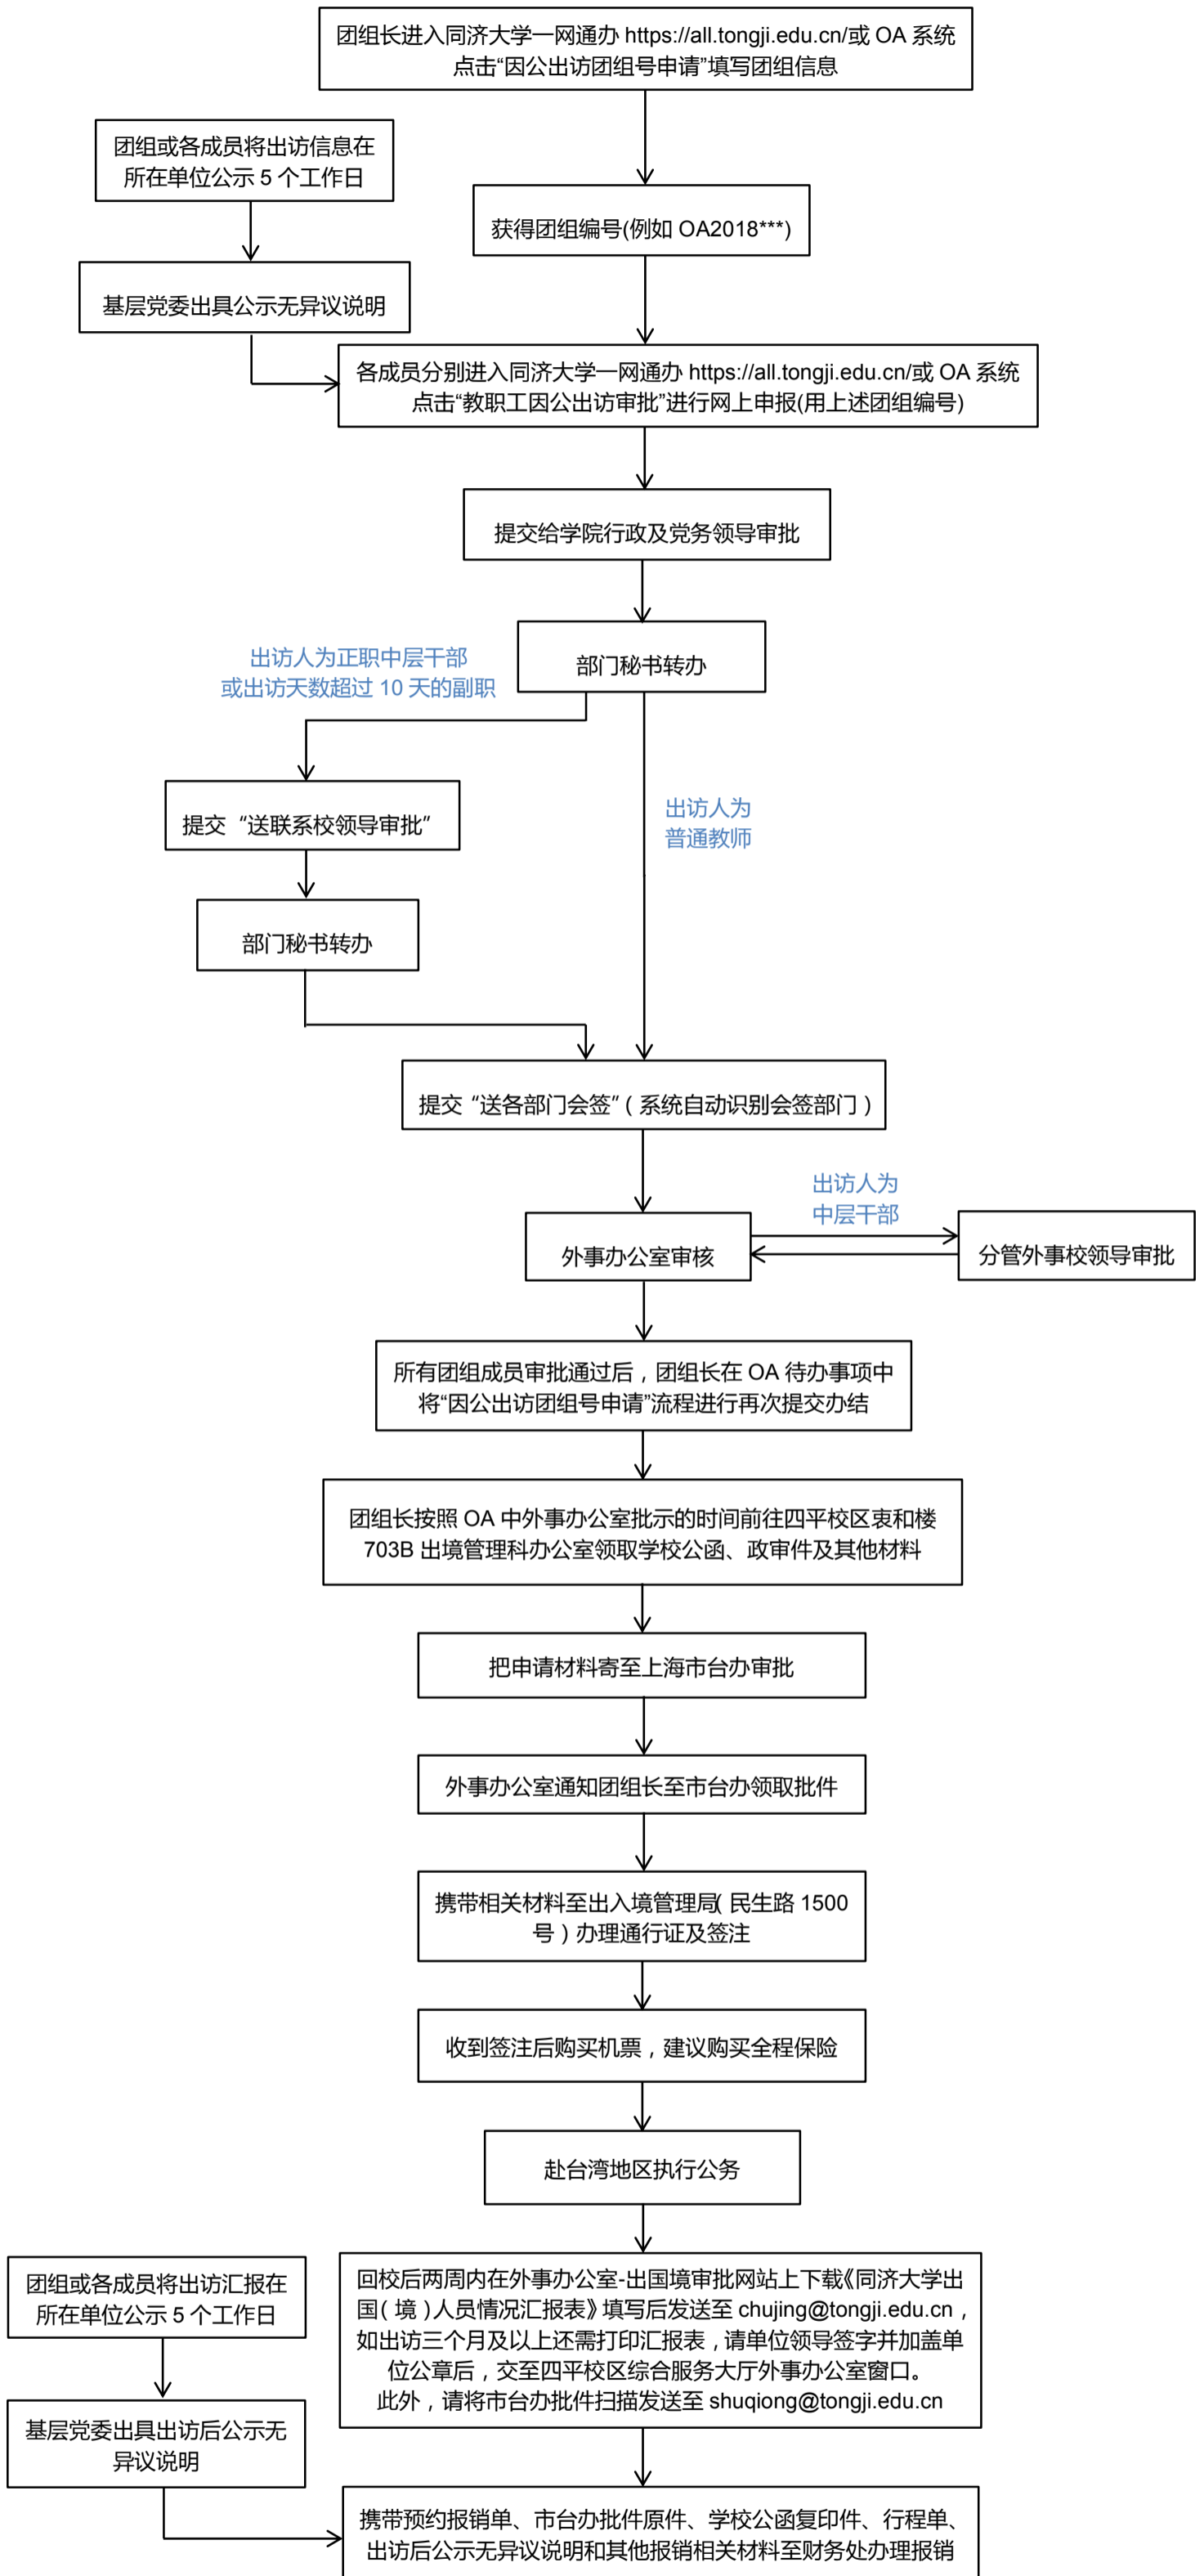 团组长进入同济大学一网通办 https://all.tongji.edu.cn/或 OA 系统
点击“因公出访团组号申请”填写团组信息
团组或各成员将出访信息在
所在单位公示 5 个工作日
获得团组编号(例如 OA2018***)
基层党委出具公示无异议说明
各成员分别进入同济大学一网通办 https://all.tongji.edu.cn/或 OA 系统
点击“教职工因公出访审批”进行网上申报(用上述团组编号)
提交给学院行政及党务领导审批
部门秘书转办
出访人为正职中层干部
或出访天数超过 10 天的副职
提交 “送联系校领导审批”
出访人为
普通教师
部门秘书转办
提交 “送各部门会签”（系统自动识别会签部门）
出访人为
中层干部
外事办公室审核
分管外事校领导审批
所有团组成员审批通过后，团组长在 OA 待办事项中
将“因公出访团组号申请”流程进行再次提交办结
团组长按照 OA 中外事办公室批示的时间前往四平校区衷和楼
703B 出境管理科办公室领取学校公函、政审件及其他材料
把申请材料寄至上海市台办审批
外事办公室通知团组长至市台办领取批件
携带相关材料至出入境管理局（民生路 1500
号）办理通行证及签注
收到签注后购买机票，建议购买全程保险
赴台湾地区执行公务
团组或各成员将出访汇报在
所在单位公示 5 个工作日
回校后两周内在外事办公室-出国境审批网站上下载《同济大学出
国（境）人员情况汇报表》填写后发送至 chujing@tongji.edu.cn，
如出访三个月及以上还需打印汇报表，请单位领导签字并加盖单
位公章后，交至四平校区综合服务大厅外事办公室窗口。
此外，请将市台办批件扫描发送至 shuqiong@tongji.edu.cn
基层党委出具出访后公示无
异议说明
携带预约报销单、市台办批件原件、学校公函复印件、行程单、
出访后公示无异议说明和其他报销相关材料至财务处办理报销